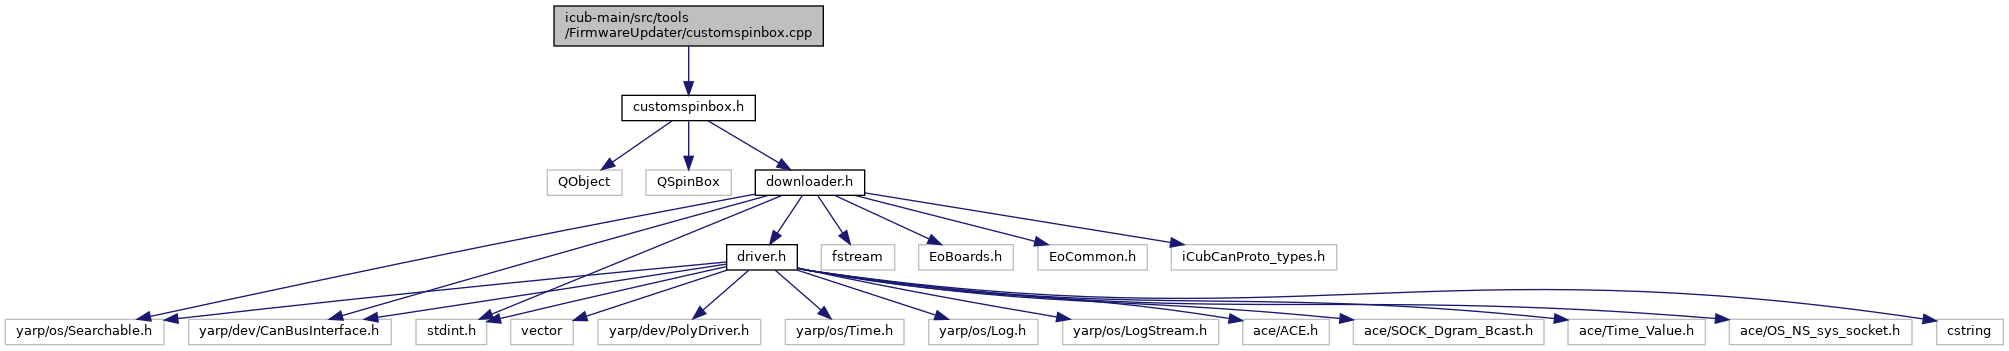 icub-main/src/tools
/FirmwareUpdater/customspinbox.cpp
customspinbox.h
QObject
QSpinBox
downloader.h
driver.h
fstream
EoBoards.h
EoCommon.h
iCubCanProto_types.h
yarp/os/Searchable.h
yarp/dev/CanBusInterface.h
stdint.h
vector
yarp/dev/PolyDriver.h
yarp/os/Time.h
yarp/os/Log.h
yarp/os/LogStream.h
ace/ACE.h
ace/SOCK_Dgram_Bcast.h
ace/Time_Value.h
ace/OS_NS_sys_socket.h
cstring